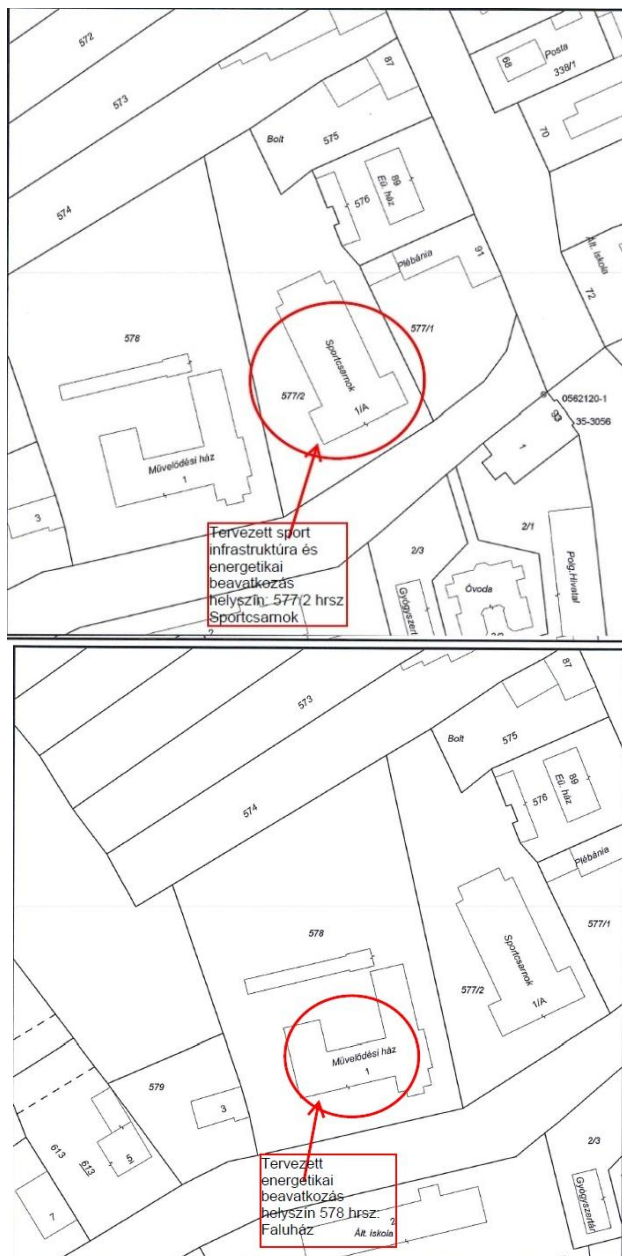 572
573
574
Bolt
575
87
68
Posta
338/1
70
576
89
Eü. ház
Plébánia
91
Ált. iskola
72
578
577/1
Sportcsarnok
577/2
1/A
0562120-1
93
35-3056
Művelődési ház
1
1
3
2/1
2/3
Óvoda
Gyógyszert
Polg.Hivatal
Tervezett sport
infrastruktúra és
energetikai
beavatkozás
helyszín: 577/2 hrsz
Sportcsarnok
2
573
574
Bolt
575
87
576
89
Eü. ház
Plébánia
578
577/1
Sportcsarnok
577/2
1/A
Művelődési ház
1
579
3
613
613
5
7
2/3
Gyógyszertár
2
Ált. iskola
Tervezett
energetikai
beavatkozás
helyszín 578 hrsz:
Faluház